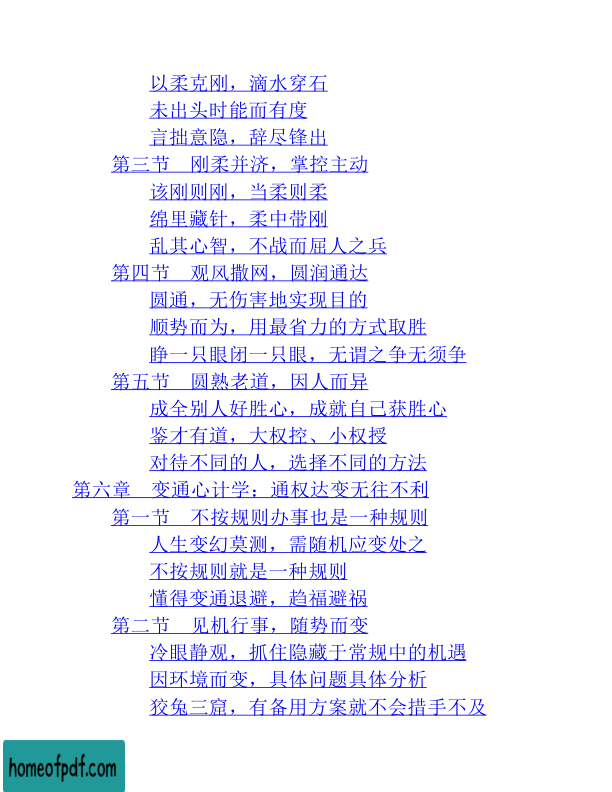 以柔克刚，滴水穿石
未出头时能而有度
言拙意隐，辞尽锋出
第三节　刚柔并济，掌控主动
该刚则刚，当柔则柔
绵里藏针，柔中带刚
乱其心智，不战而屈人之兵
第四节　观风撒网，圆润通达
圆通，无伤害地实现目的
顺势而为，用最省力的方式取胜
睁一只眼闭一只眼，无谓之争无须争
第五节　圆熟老道，因人而异
成全别人好胜心，成就自己获胜心
鉴才有道，大权控、小权授
对待不同的人，选择不同的方法
第六章　变通心计学：通权达变无往不利
第一节　不按规则办事也是一种规则
人生变幻莫测，需随机应变处之
不按规则就是一种规则
懂得变通退避，趋福避祸
第二节　见机行事，随势而变
冷眼静观，抓住隐藏于常规中的机遇
因环境而变，具体问题具体分析
狡兔三窟，有备用方案就不会措手不及
homeofpdf.com